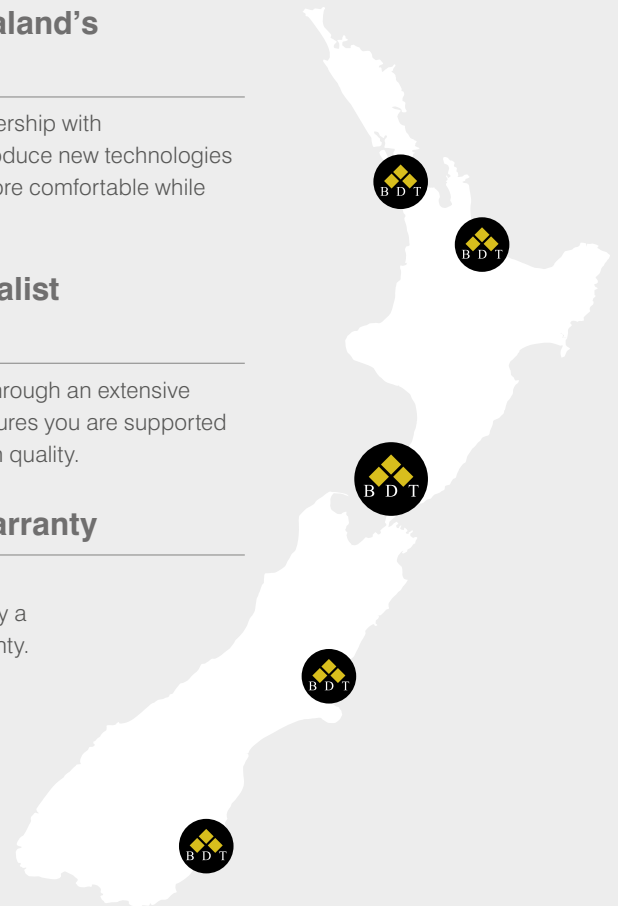 aland's
ership with
oduce new technologies
ore comfortable while
alist
hrough an extensive
ures you are supported
n quality.
arranty
y a
nty.
B D T
B D T
B D T
B D T
B D T